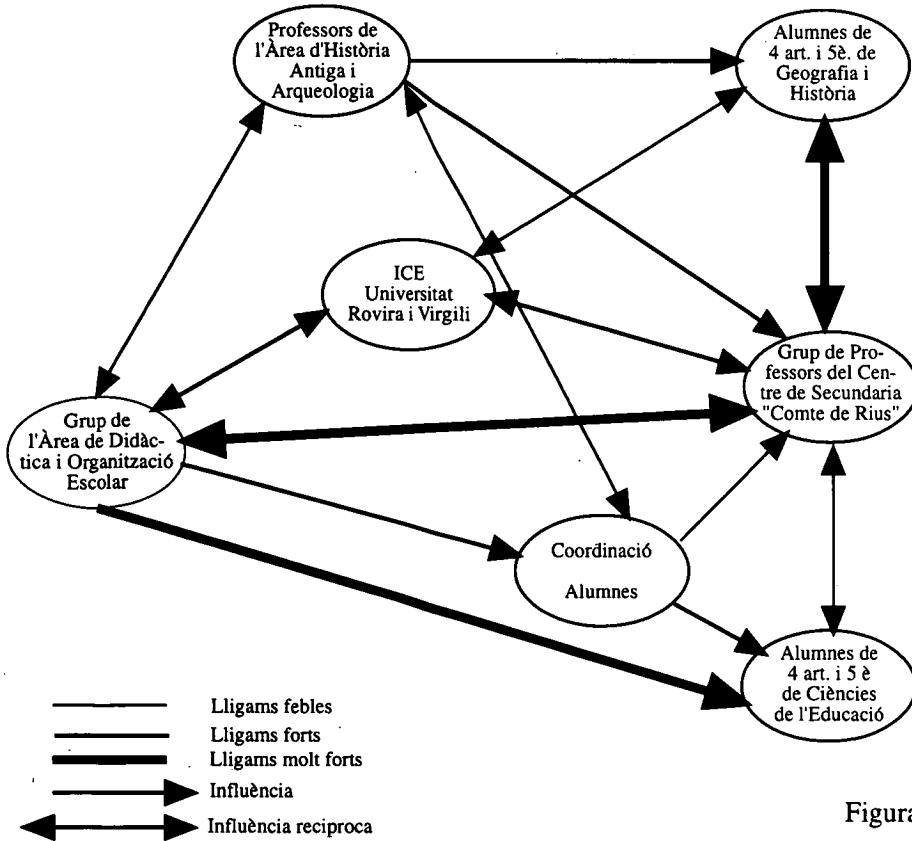 Professors de
l'Àrea d'Història
Antiga i
Arqueologia
Alumnes de
4 art. i 5è. de
Geografia i
Història
ICE
Universitat
Rovira i Virgili
Grup de Pro-
fessors del Cen-
tre de Secundaria
"Comte de Rius"
Grup de
l'Àrea de Didàc-
tica i Organització
Escolar
Coordinació
Alumnes
Alumnes de
4 art. i 5 è
de Ciències
de l'Educació
Lligams febles
Lligams forts
Lligams molt forts
Influència
Influència reciproca
Figura